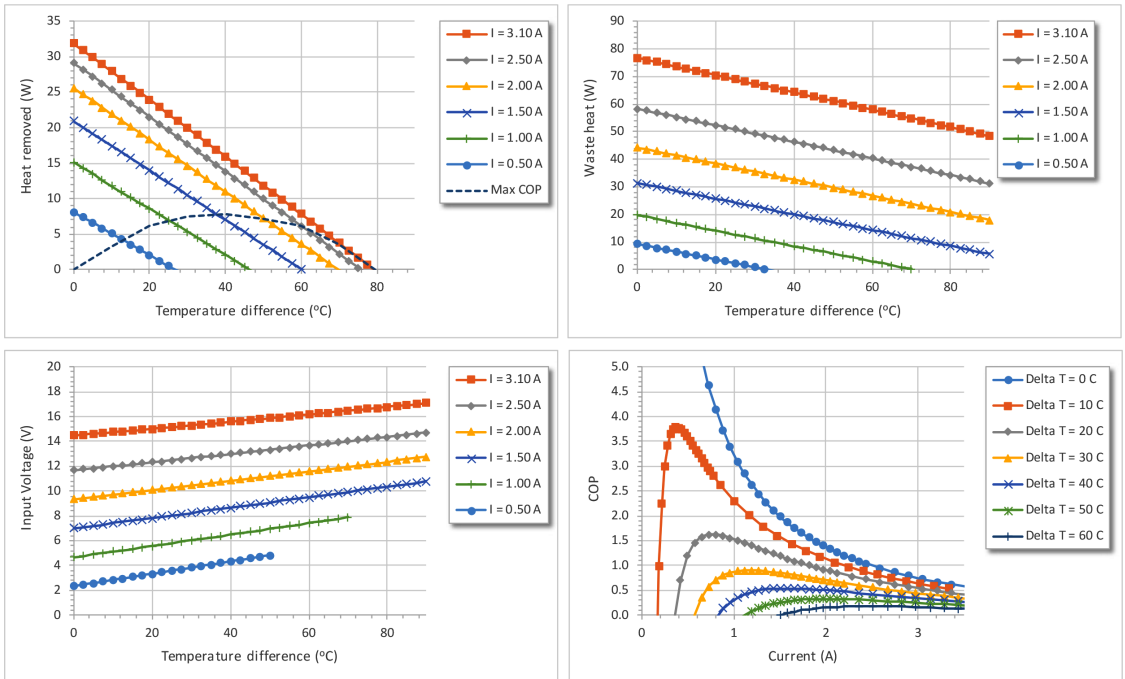 35
30
25
20
15
10
5
0
0 20 40 60 80
Heat removed (W)
Temperature difference (°C)
I = 3.10 A
I = 2.50 A
I = 2.00 A
I = 1.50 A
I = 1.00 A
I = 0.50 A
Max COP
90
80
70
60
50
40
30
20
10
0
0 20 40 60 80
Waste heat (W)
Temperature difference (°C)
I = 3.10 A
I = 2.50 A
I = 2.00 A
I = 1.50 A
I = 1.00 A
I = 0.50 A
20
18
16
14
12
10
8
6
4
2
0
0 20 40 60 80
Input Voltage (V)
Temperature difference (°C)
I = 3.10 A
I = 2.50 A
I = 2.00 A
I = 1.50 A
I = 1.00 A
I = 0.50 A
5.0
4.5
4.0
3.5
3.0
2.5
2.0
1.5
1.0
0.5
0.0
0 1 2 3
COP
Current (A)
Delta T = 0 C
Delta T = 10 C
Delta T = 20 C
Delta T = 30 C
Delta T = 40 C
Delta T = 50 C
Delta T = 60 C